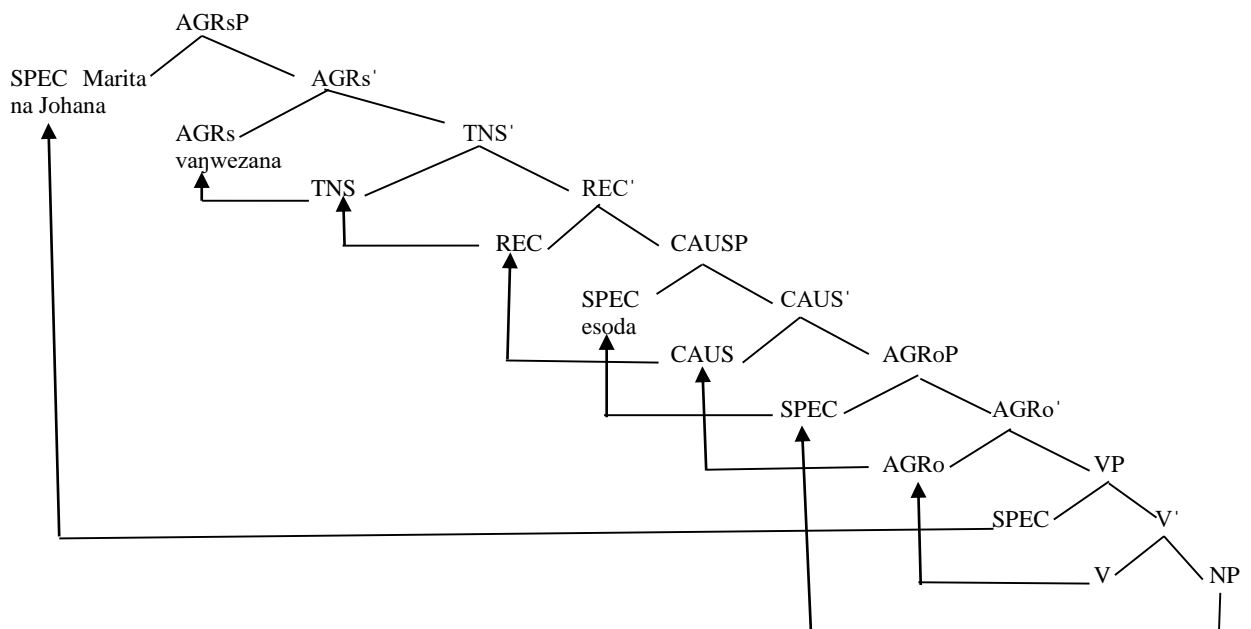 AGRsP
SPEC Marita
na Johana
AGRs'
AGRs
vaŋwezana
TNS'
TNS
REC'
REC
CAUSP
SPEC
esoda
CAUS'
CAUS
AGRoP
SPEC
AGRo'
AGRo
VP
SPEC
V'
V
NP